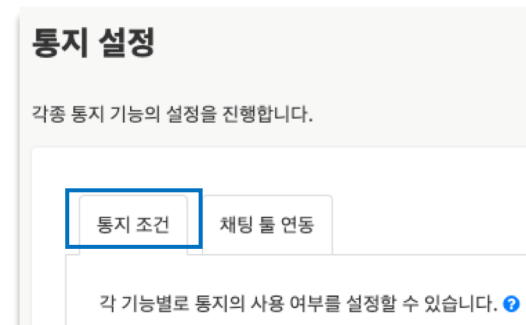 통지 설정
각종 통지 기능의 설정을 진행합니다.
통지 조건 채팅 툴 연동
각 기능별로 통지의 사용 여부를 설정할 수 있습니다. ?